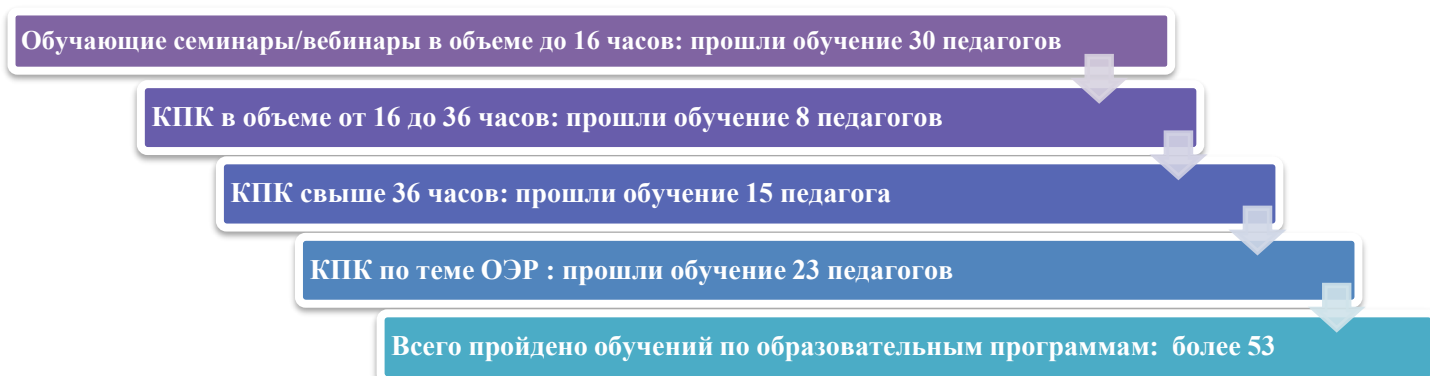 Обучающие семинары/вебинары в объеме до 16 часов: прошли обучение 30 педагогов
КПК в объеме от 16 до 36 часов: прошли обучение 8 педагогов
КПК свыше 36 часов: прошли обучение 15 педагога
КПК по теме ОЭР : прошли обучение 23 педагогов
Всего пройдено обучений по образовательным программам: более 53